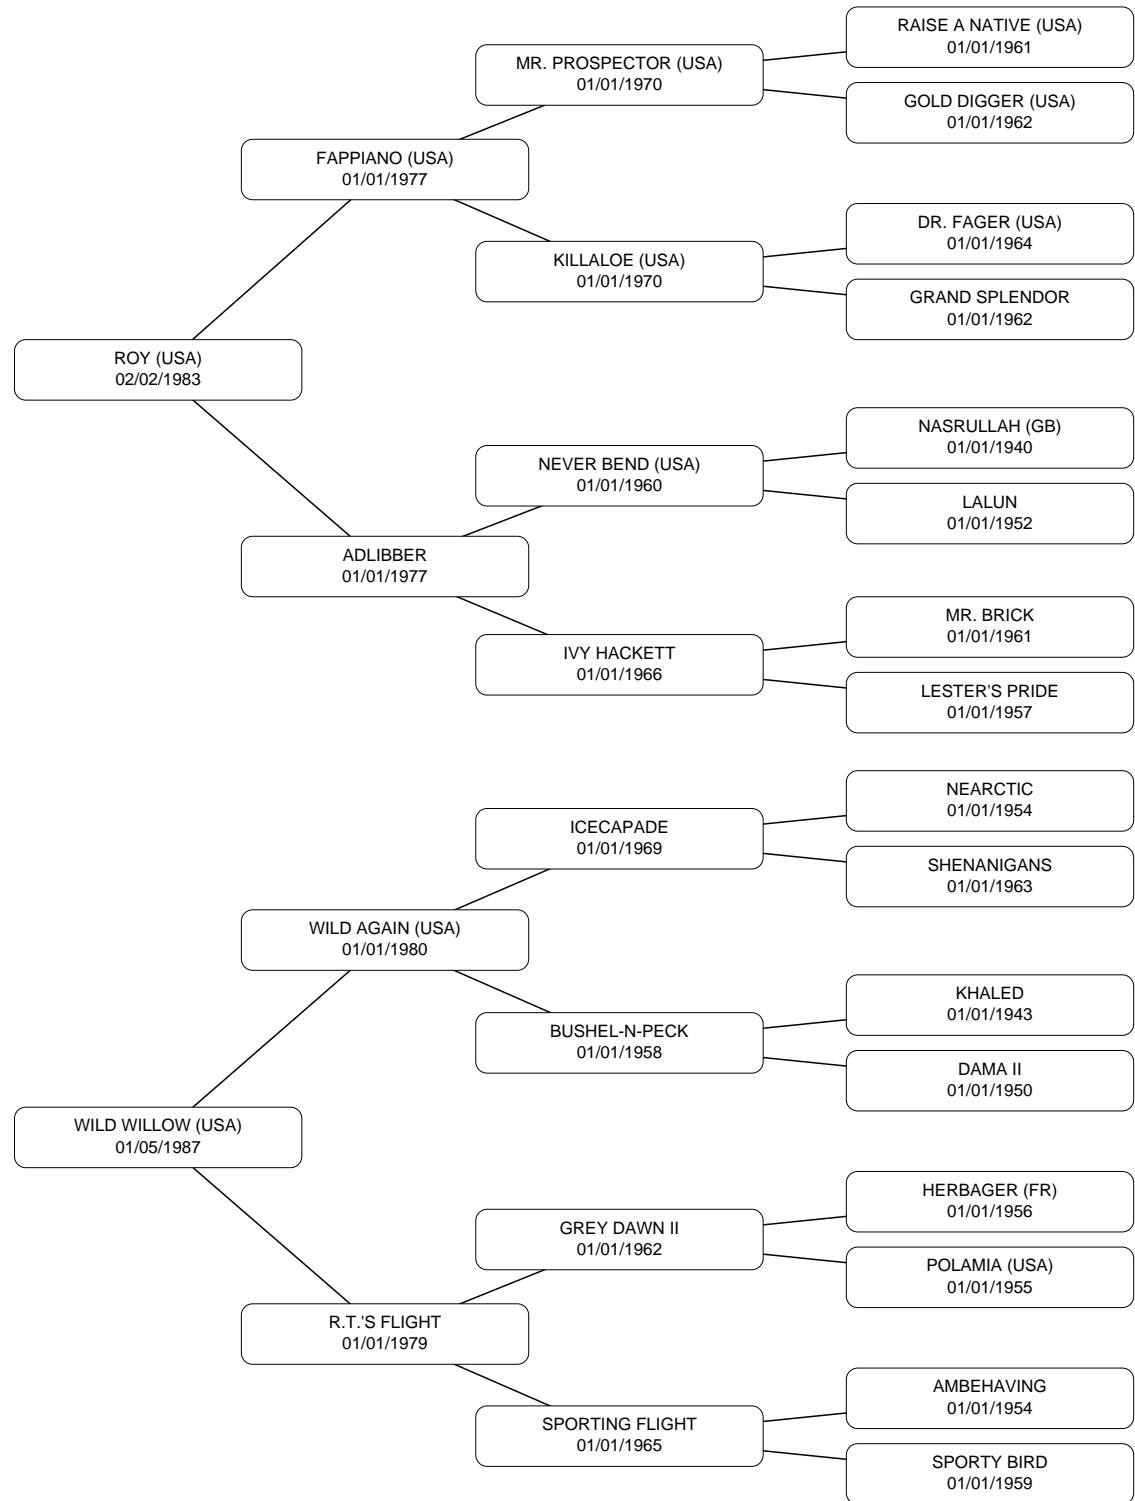 RAISE A NATIVE (USA)
01/01/1961
MR. PROSPECTOR (USA)
01/01/1970
GOLD DIGGER (USA)
01/01/1962
FAPPIANO (USA)
01/01/1977
DR. FAGER (USA)
01/01/1964
KILLALOE (USA)
01/01/1970
GRAND SPLENDOR
01/01/1962
ROY (USA)
02/02/1983
NASRULLAH (GB)
01/01/1940
NEVER BEND (USA)
01/01/1960
LALUN
01/01/1952
ADLIBBER
01/01/1977
MR. BRICK
01/01/1961
IVY HACKETT
01/01/1966
LESTER'S PRIDE
01/01/1957
NEARCTIC
01/01/1954
ICECAPADE
01/01/1969
SHENANIGANS
01/01/1963
WILD AGAIN (USA)
01/01/1980
KHALED
01/01/1943
BUSHEL-N-PECK
01/01/1958
DAMA II
01/01/1950
WILD WILLOW (USA)
01/05/1987
HERBAGER (FR)
01/01/1956
GREY DAWN II
01/01/1962
POLAMIA (USA)
01/01/1955
R.T.'S FLIGHT
01/01/1979
AMBEHAVING
01/01/1954
SPORTING FLIGHT
01/01/1965
SPORTY BIRD
01/01/1959